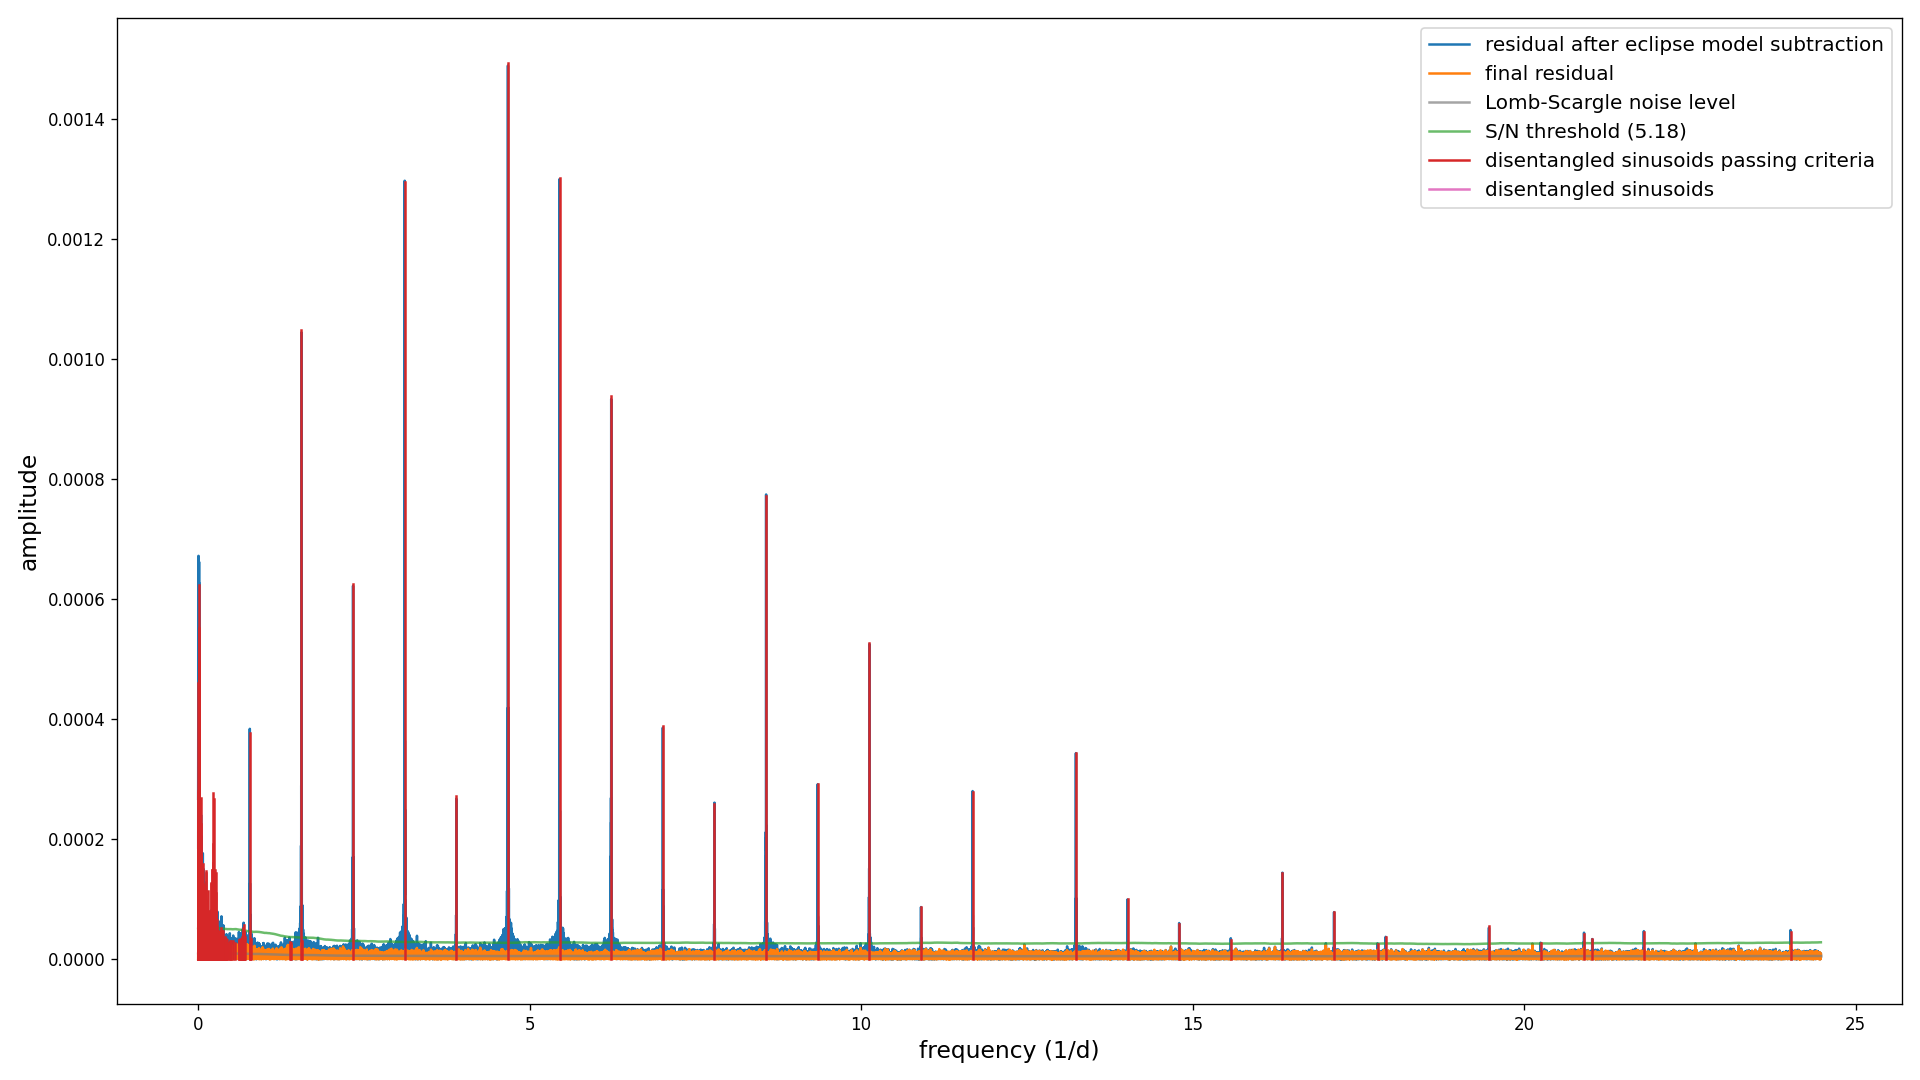 residual after eclipse model subtraction
final residual
Lomb-Scargle noise level
S/N threshold (5.18)
disentangled sinusoids passing criteria
disentangled sinusoids
amplitude
0.0014
0.0012
0.0010
0.0008
0.0006
0.0004
0.0002
0.0000
0 5 10 15 20 25
frequency (1/d)